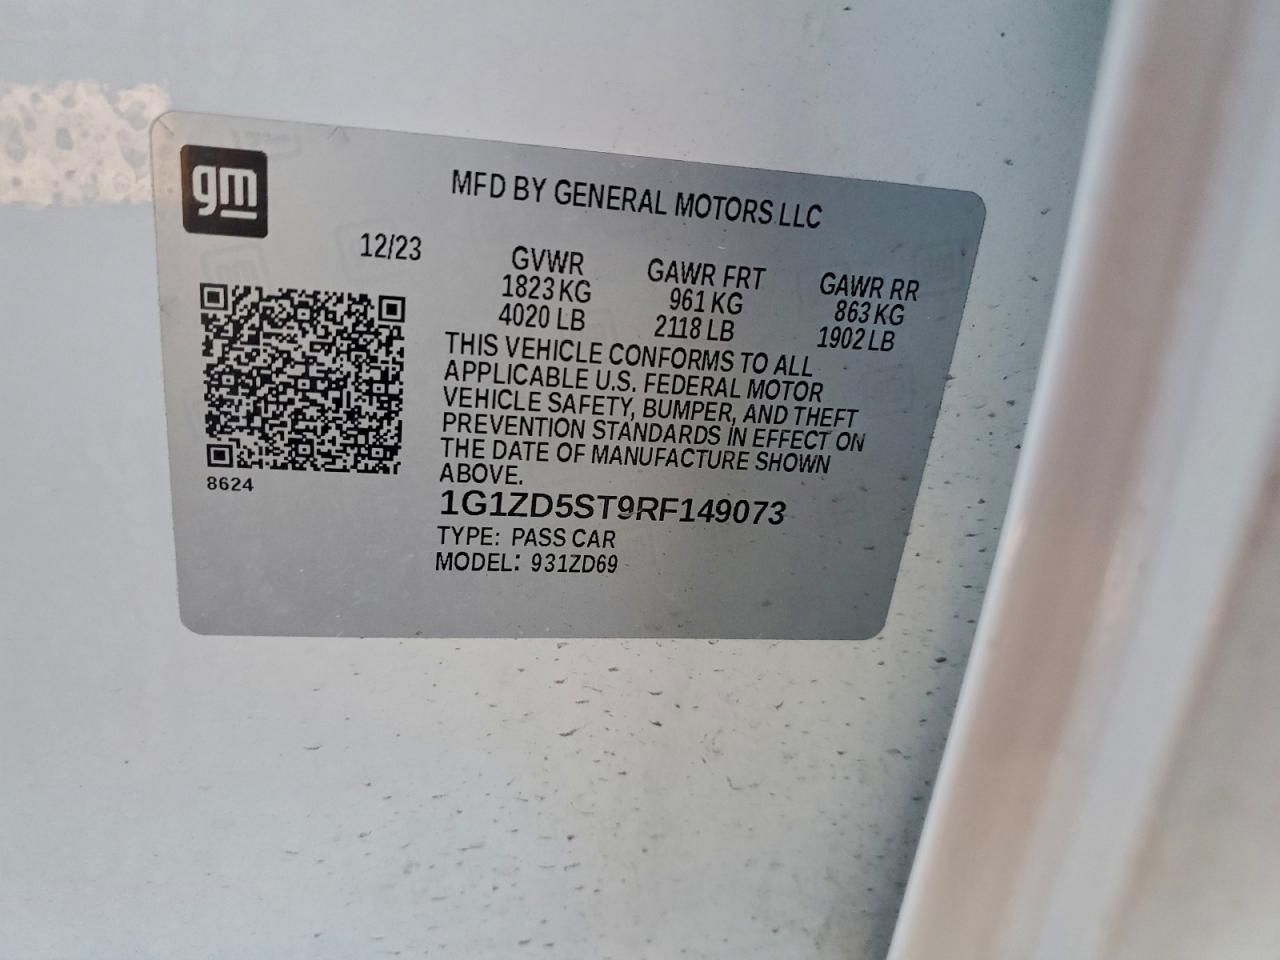 gm
MFD BY GENERAL MOTORS LLC
12/23
GVWR GAWR FRT GAWR RR
1823 KG 961 KG 863 KG
4020 LB 2118 LB 1902 LB
THIS VEHICLE CONFORMS TO ALL
APPLICABLE U.S. FEDERAL MOTOR
VEHICLE SAFETY, BUMPER, AND THEFT
PREVENTION STANDARDS IN EFFECT ON
THE DATE OF MANUFACTURE SHOWN
ABOVE.
8624
1G1ZD5ST9RF149073
TYPE: PASS CAR
MODEL: 931ZD69